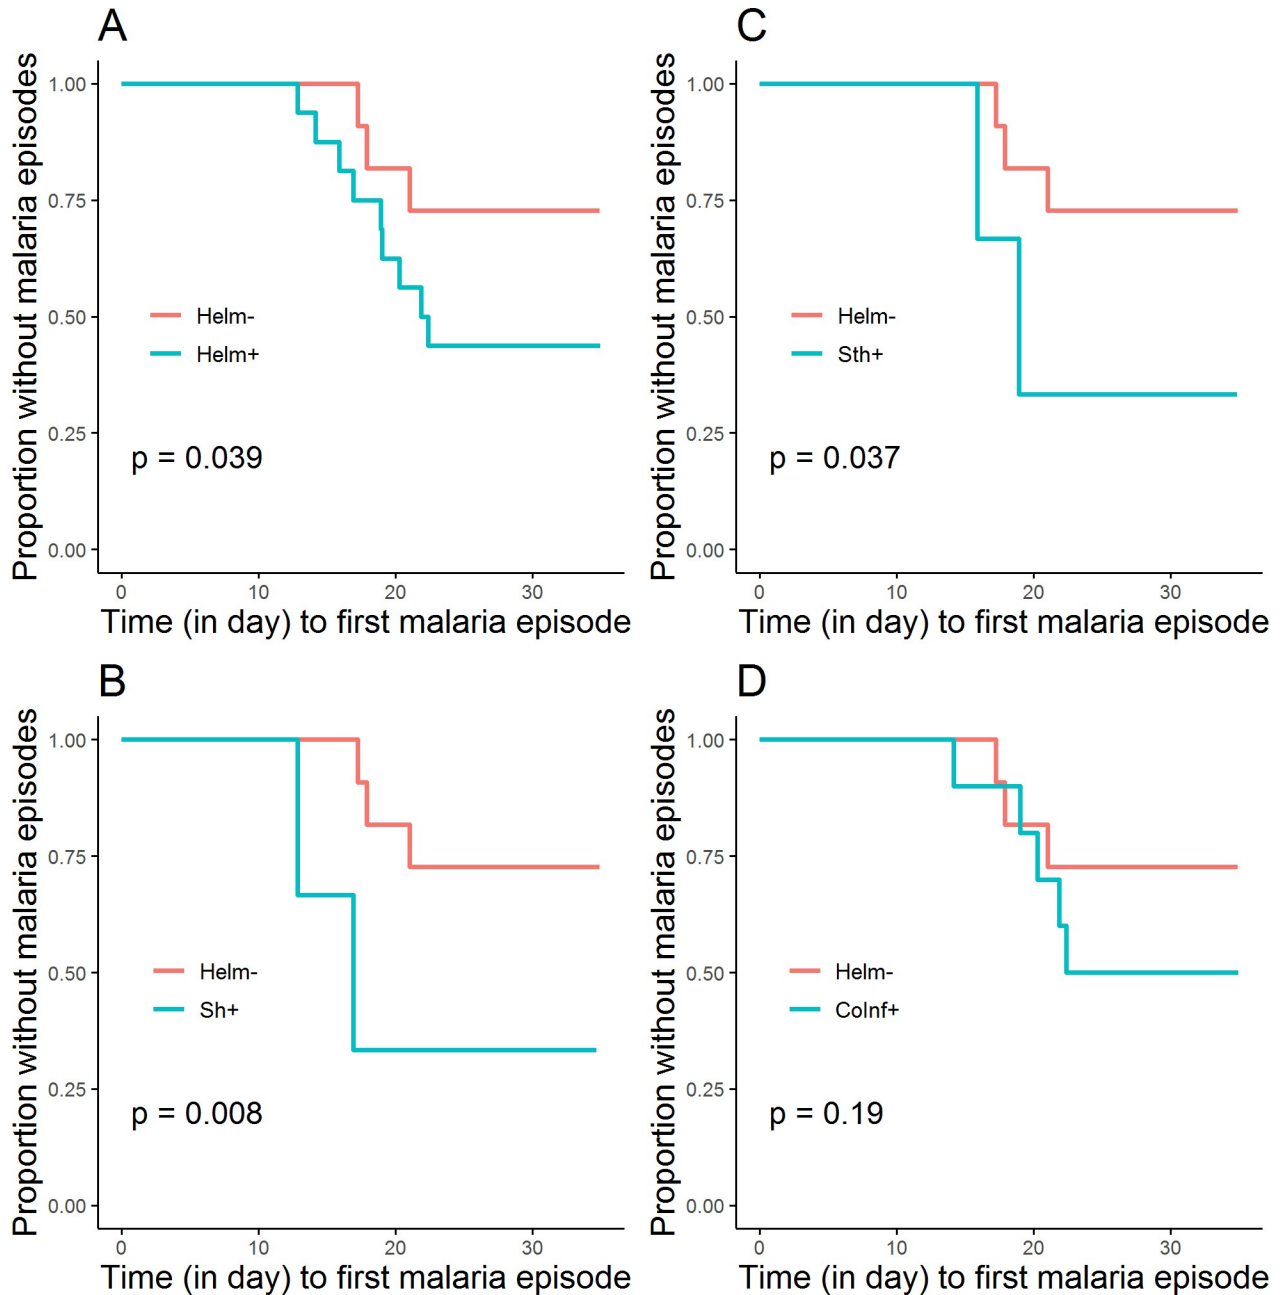 A
Proportion without malaria episodes
1.00
0.75
0.50
0.25
0.00
Helm-
Helm+
p = 0.039
0 10 20 30
Time (in day) to first malaria episode
C
Proportion without malaria episodes
1.00
0.75
0.50
0.25
0.00
Helm-
Sth+
p = 0.037
0 10 20 30
Time (in day) to first malaria episode
B
Proportion without malaria episodes
1.00
0.75
0.50
0.25
0.00
Helm-
Sh+
p = 0.008
0 10 20 30
Time (in day) to first malaria episode
D
Proportion without malaria episodes
1.00
0.75
0.50
0.25
0.00
Helm-
CoInf+
p = 0.19
0 10 20 30
Time (in day) to first malaria episode